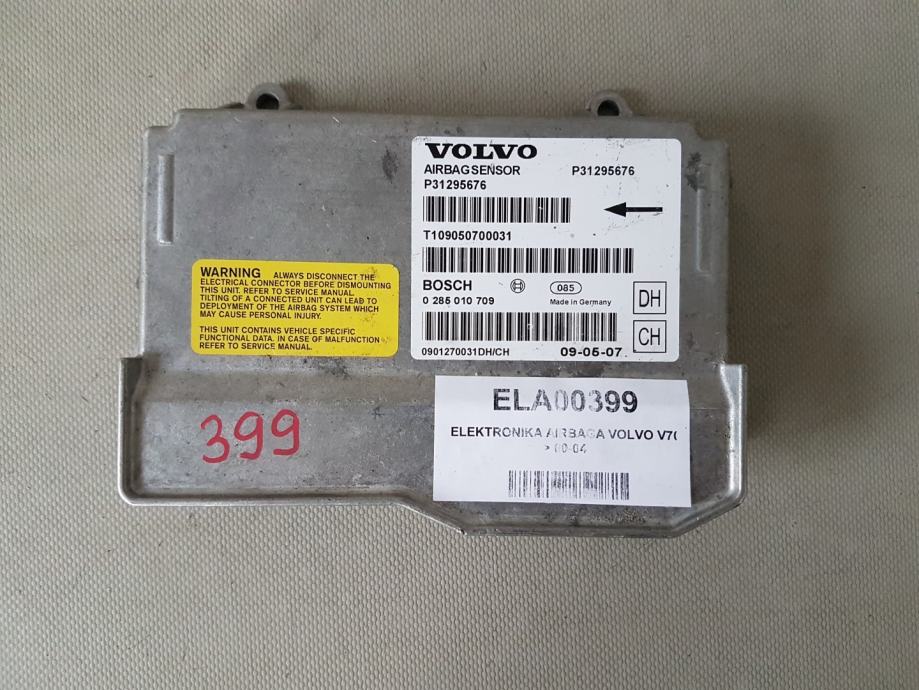 VOLVO
AIRBAG SENSOR P31295676
P31295676
T109050700031
BOSCH 085
0 285 010 709 Made in Germany
DH
CH
0901270031DH/CH 09-05-07
WARNING ALWAYS DISCONNECT THE
ELECTRICAL CONNECTOR BEFORE DISMOUNTING
THIS UNIT. REFER TO SERVICE MANUAL.
TILTING OF A CONNECTED UNIT CAN LEAD TO
DEPLOYMENT OF THE AIRBAG SYSTEM WHICH
MAY CAUSE PERSONAL INJURY.
THIS UNIT CONTAINS VEHICLE SPECIFIC
FUNCTIONAL DATA. IN CASE OF MALFUNCTION
REFER TO SERVICE MANUAL.
399
ELA00399
ELEKTRONIKA AIRBAGA VOLVO V70
> 00-04